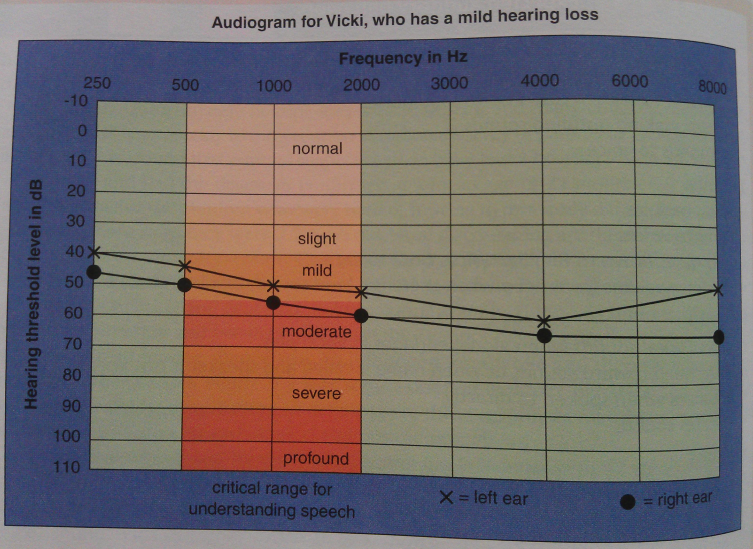 Audiogram for Vicki, who has a mild hearing loss
Frequency in Hz
250 500 1000 2000 3000 4000 6000 8000
Hearing threshold level in dB
-10
0
10
20
30
40
50
60
70
80
90
100
110
normal
slight
mild
moderate
severe
profound
critical range for
understanding speech
× = left ear
● = right ear